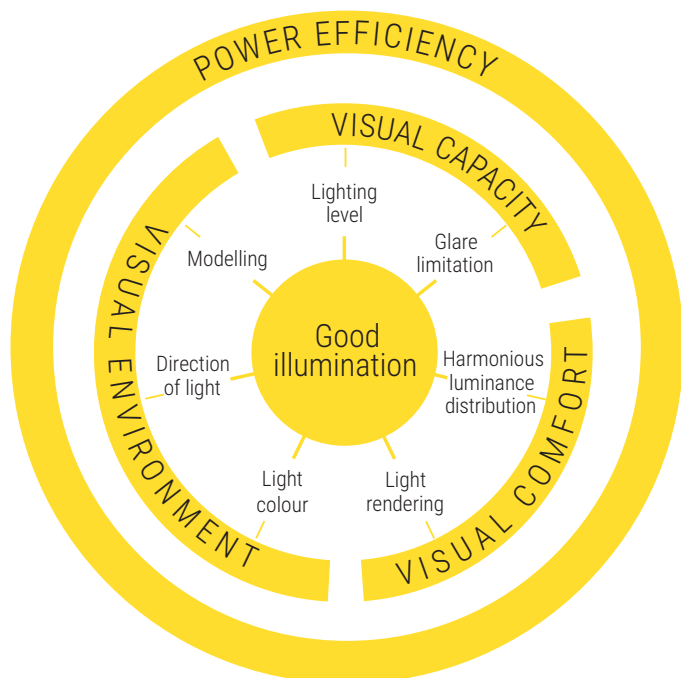 POWER EFFICIENCY
VISUAL CAPACITY
Lighting
level
Glare
limitation
Modelling
VISUAL ENVIRONMENT
Good
illumination
Direction
of light
Harmonious
luminance
distribution
VISUAL COMFORT
Light
colour
Light
rendering